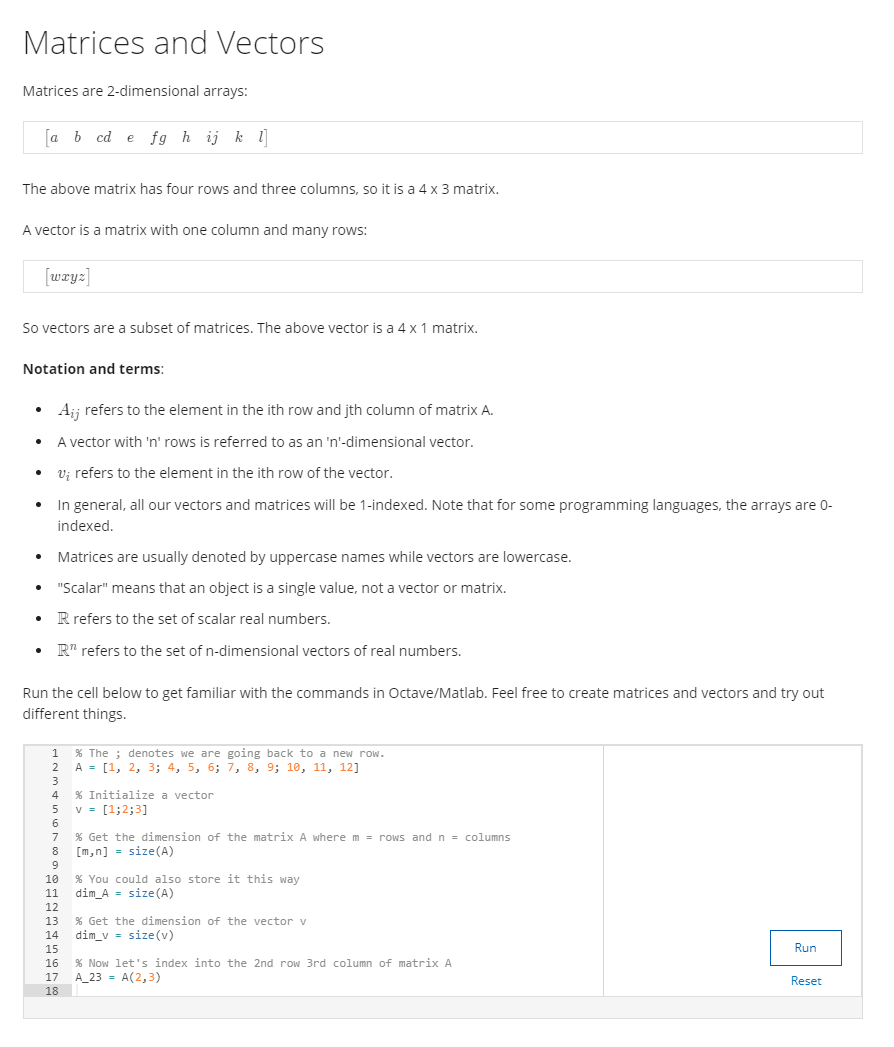 Matrices and Vectors
Matrices are 2-dimensional arrays:
[a b cd e fg h ij k l]
The above matrix has four rows and three columns, so it is a 4 x 3 matrix.
A vector is a matrix with one column and many rows:
[wxyz]
So vectors are a subset of matrices. The above vector is a 4 x 1 matrix.
Notation and terms:
• A_{ij} refers to the element in the ith row and jth column of matrix A.
• A vector with 'n' rows is referred to as an 'n'-dimensional vector.
• v_i refers to the element in the ith row of the vector.
• In general, all our vectors and matrices will be 1-indexed. Note that for some programming languages, the arrays are 0-
indexed.
• Matrices are usually denoted by uppercase names while vectors are lowercase.
• "Scalar" means that an object is a single value, not a vector or matrix.
• ℝ refers to the set of scalar real numbers.
• ℝⁿ refers to the set of n-dimensional vectors of real numbers.
Run the cell below to get familiar with the commands in Octave/Matlab. Feel free to create matrices and vectors and try out
different things.
1 % The ; denotes we are going back to a new row.
2 A = [1, 2, 3; 4, 5, 6; 7, 8, 9; 10, 11, 12]
3
4 % Initialize a vector
5 v = [1;2;3]
6
7 % Get the dimension of the matrix A where m = rows and n = columns
8 [m,n] = size(A)
9
10 % You could also store it this way
11 dim_A = size(A)
12
13 % Get the dimension of the vector v
14 dim_v = size(v)
15
16 % Now let's index into the 2nd row 3rd column of matrix A
17 A_23 = A(2,3)
18
Run
Reset